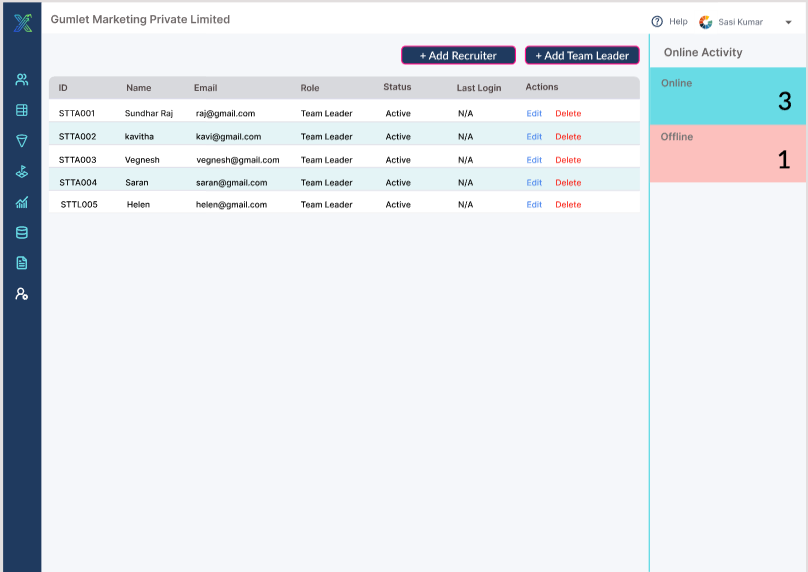 Gumlet Marketing Private Limited
Help Sasi Kumar
+ Add Recruiter + Add Team Leader
Online Activity
Online
3
Offline
1
ID Name Email Role Status Last Login Actions
STTA001 Sundhar Raj raj@gmail.com Team Leader Active N/A Edit Delete
STTA002 kavitha kavi@gmail.com Team Leader Active N/A Edit Delete
STTA003 Vegnesh vegnesh@gmail.com Team Leader Active N/A Edit Delete
STTA004 Saran saran@gmail.com Team Leader Active N/A Edit Delete
STTL005 Helen helen@gmail.com Team Leader Active N/A Edit Delete